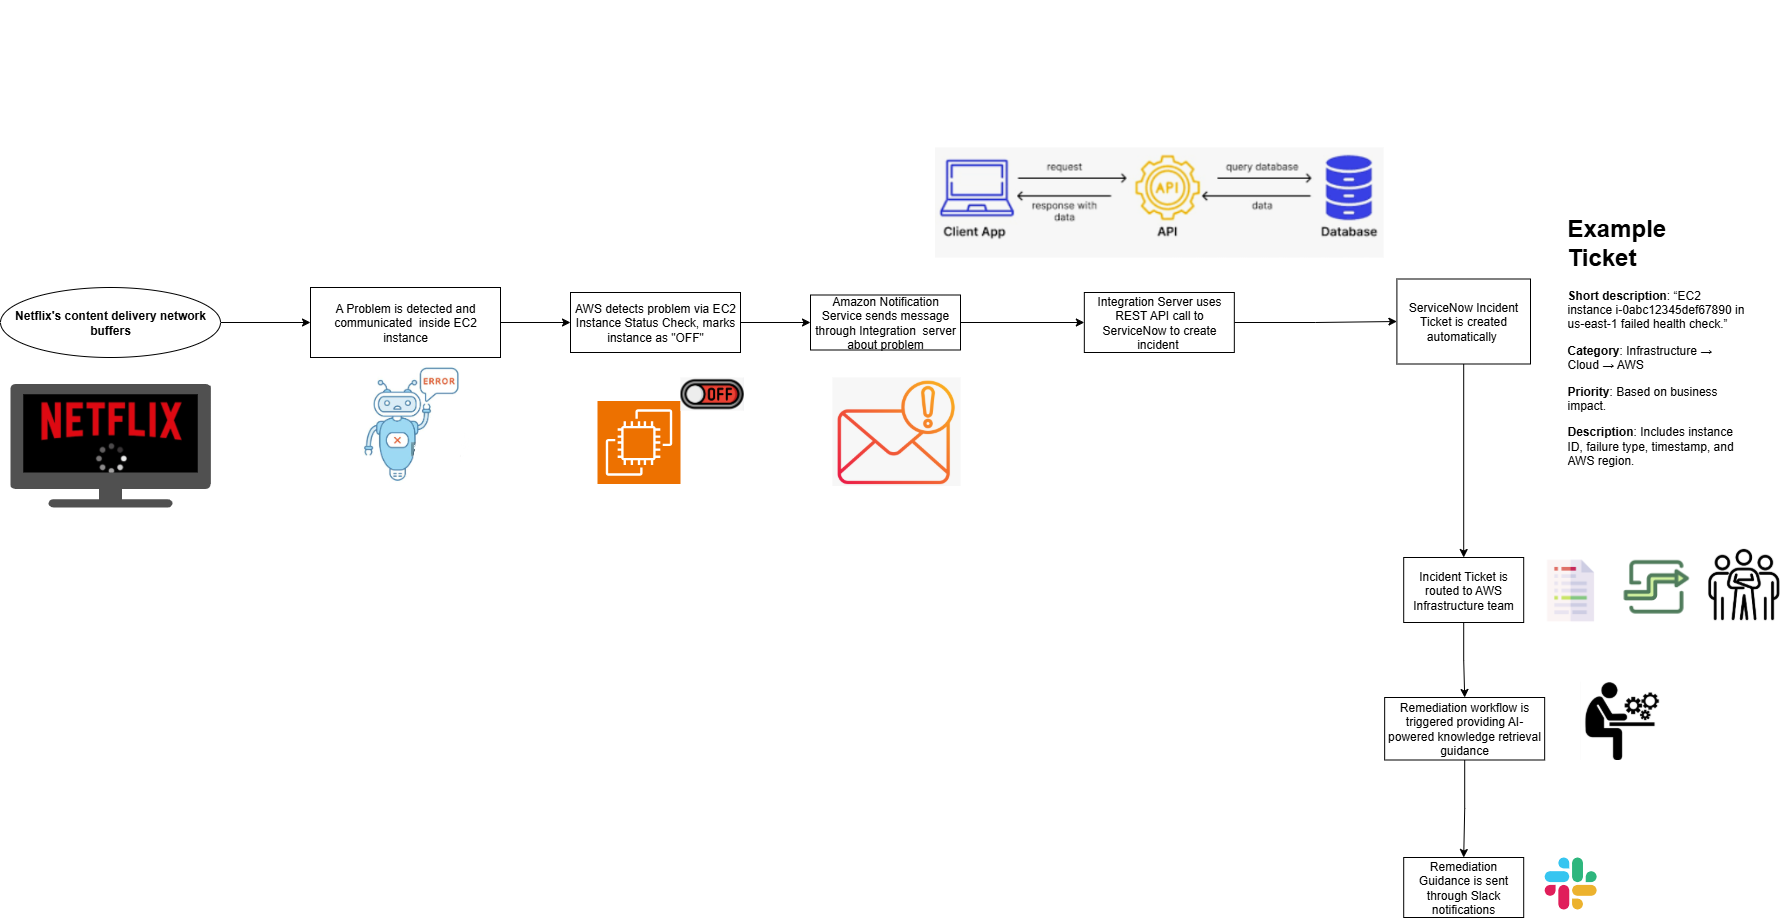 request
query database
API
response with
data
data
Client App
API
Database
Example
Ticket
Short description: “EC2
instance i-0abc12345def67890 in
us-east-1 failed health check.”
Category: Infrastructure →
Cloud → AWS
Priority: Based on business
impact.
Description: Includes instance
ID, failure type, timestamp, and
AWS region.
Netflix's content delivery network
buffers
A Problem is detected and
communicated inside EC2
instance
AWS detects problem via EC2
Instance Status Check, marks
instance as "OFF"
Amazon Notification
Service sends message
through Integration server
about problem
Integration Server uses
REST API call to
ServiceNow to create
incident
ServiceNow Incident
Ticket is created
automatically
NETFLIX
ERROR
OFF
Incident Ticket is
routed to AWS
Infrastructure team
Remediation workflow is
triggered providing AI-
powered knowledge retrieval
guidance
Remediation
Guidance is sent
through Slack
notifications